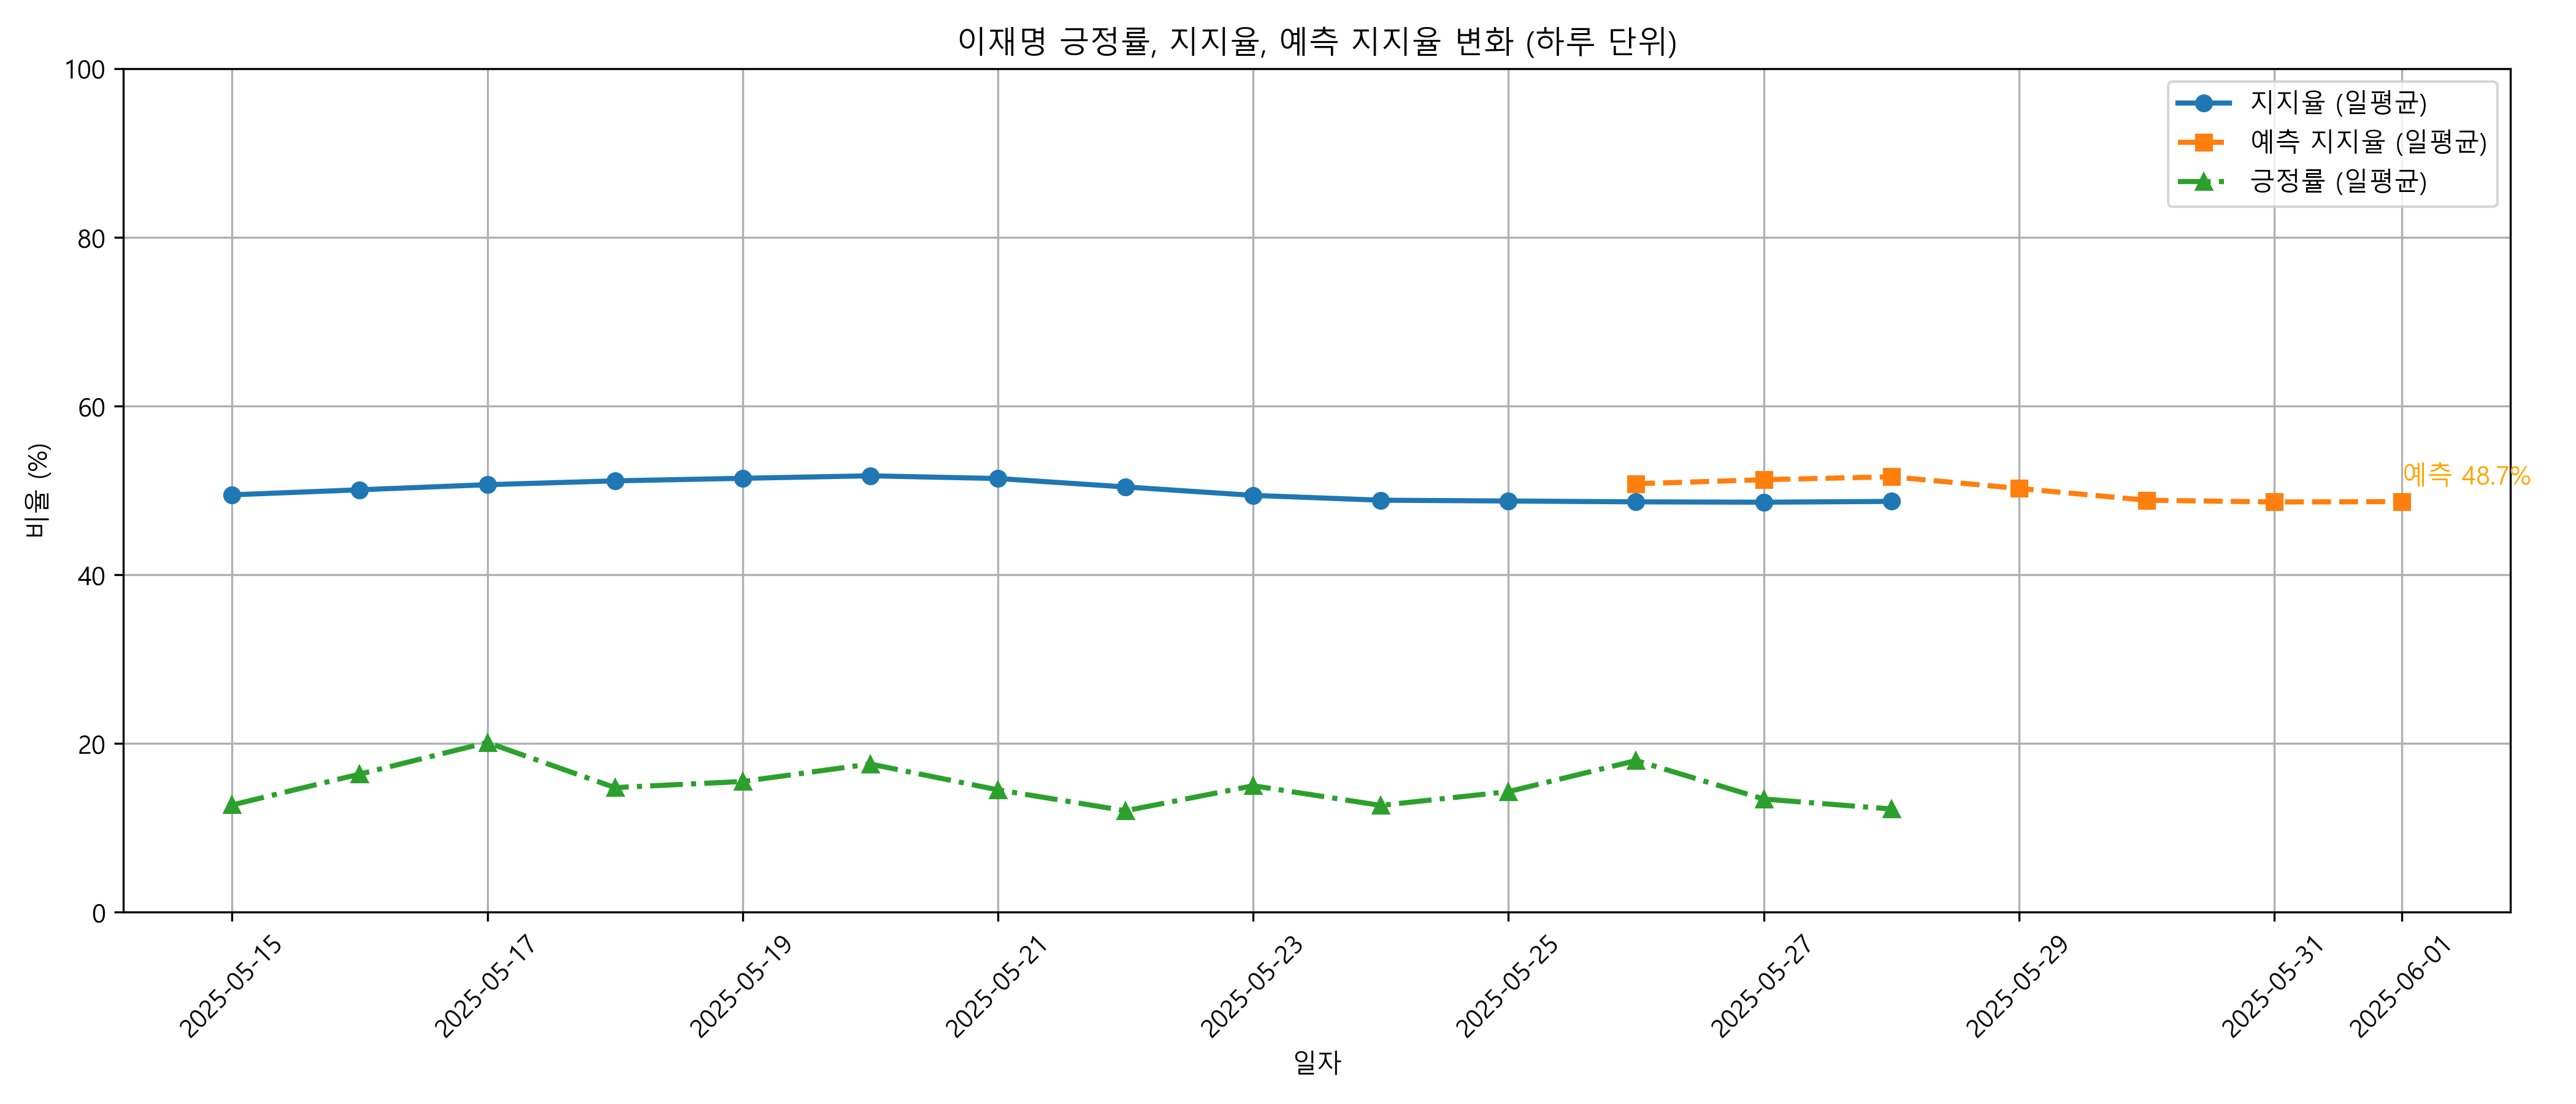 이재명 긍정률, 지지율, 예측 지지율 변화 (하루 단위)
지지율 (일평균)
예측 지지율 (일평균)
긍정률 (일평균)
비율 (%)
100
80
60
40
20
0
예측 48.7%
2025-05-15
2025-05-17
2025-05-19
2025-05-21
2025-05-23
2025-05-25
2025-05-27
2025-05-29
2025-05-31
2025-06-01
일자